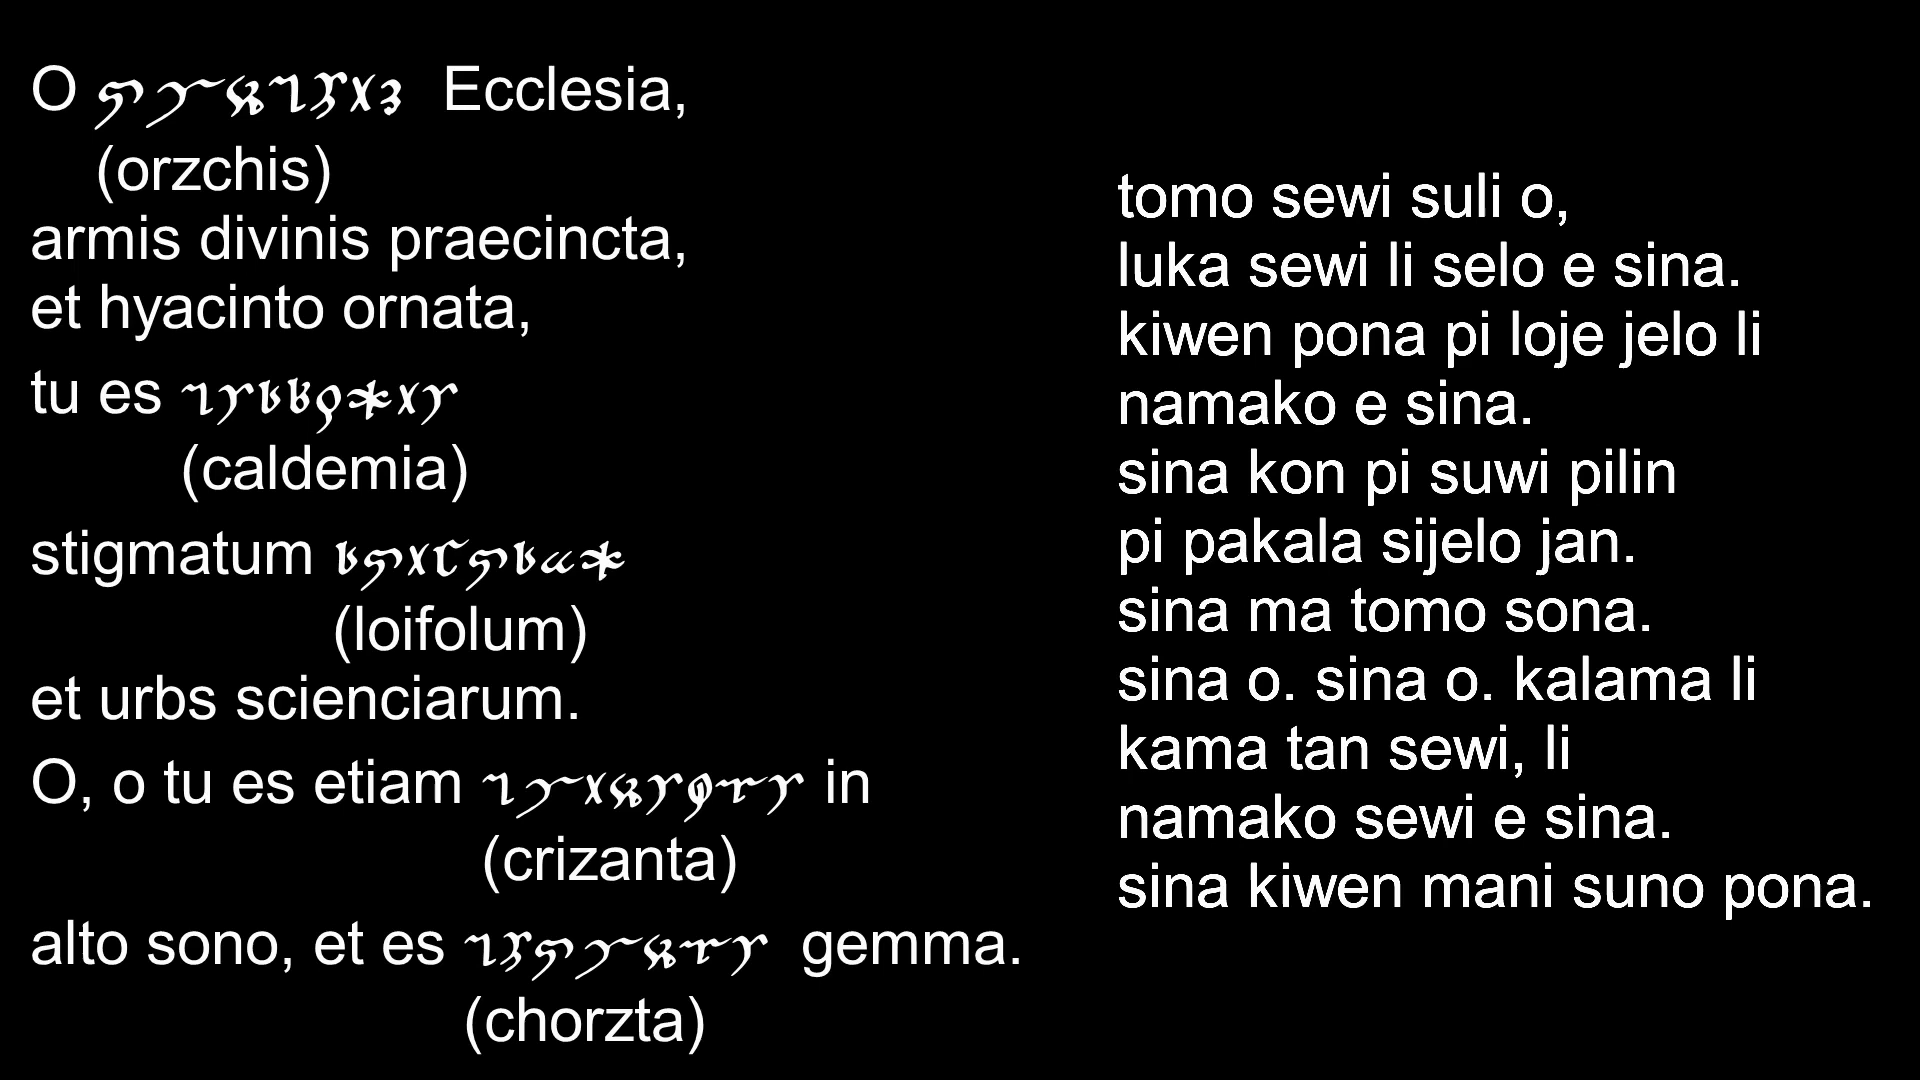 O Ecclesia,
(orzchis)
armis divinis praecincta,
et hyacinto ornata,
tu es
(caldemia)
stigmatum
(loifolum)
et urbs scienciarum.
O, o tu es etiam in
(crizanta)
alto sono, et es gemma.
(chorzta)
tomo sewi suli o,
luka sewi li selo e sina.
kiwen pona pi loje jelo li
namako e sina.
sina kon pi suwi pilin
pi pakala sijelo jan.
sina ma tomo sona.
sina o. sina o. kalama li
kama tan sewi, li
namako sewi e sina.
sina kiwen mani suno pona.